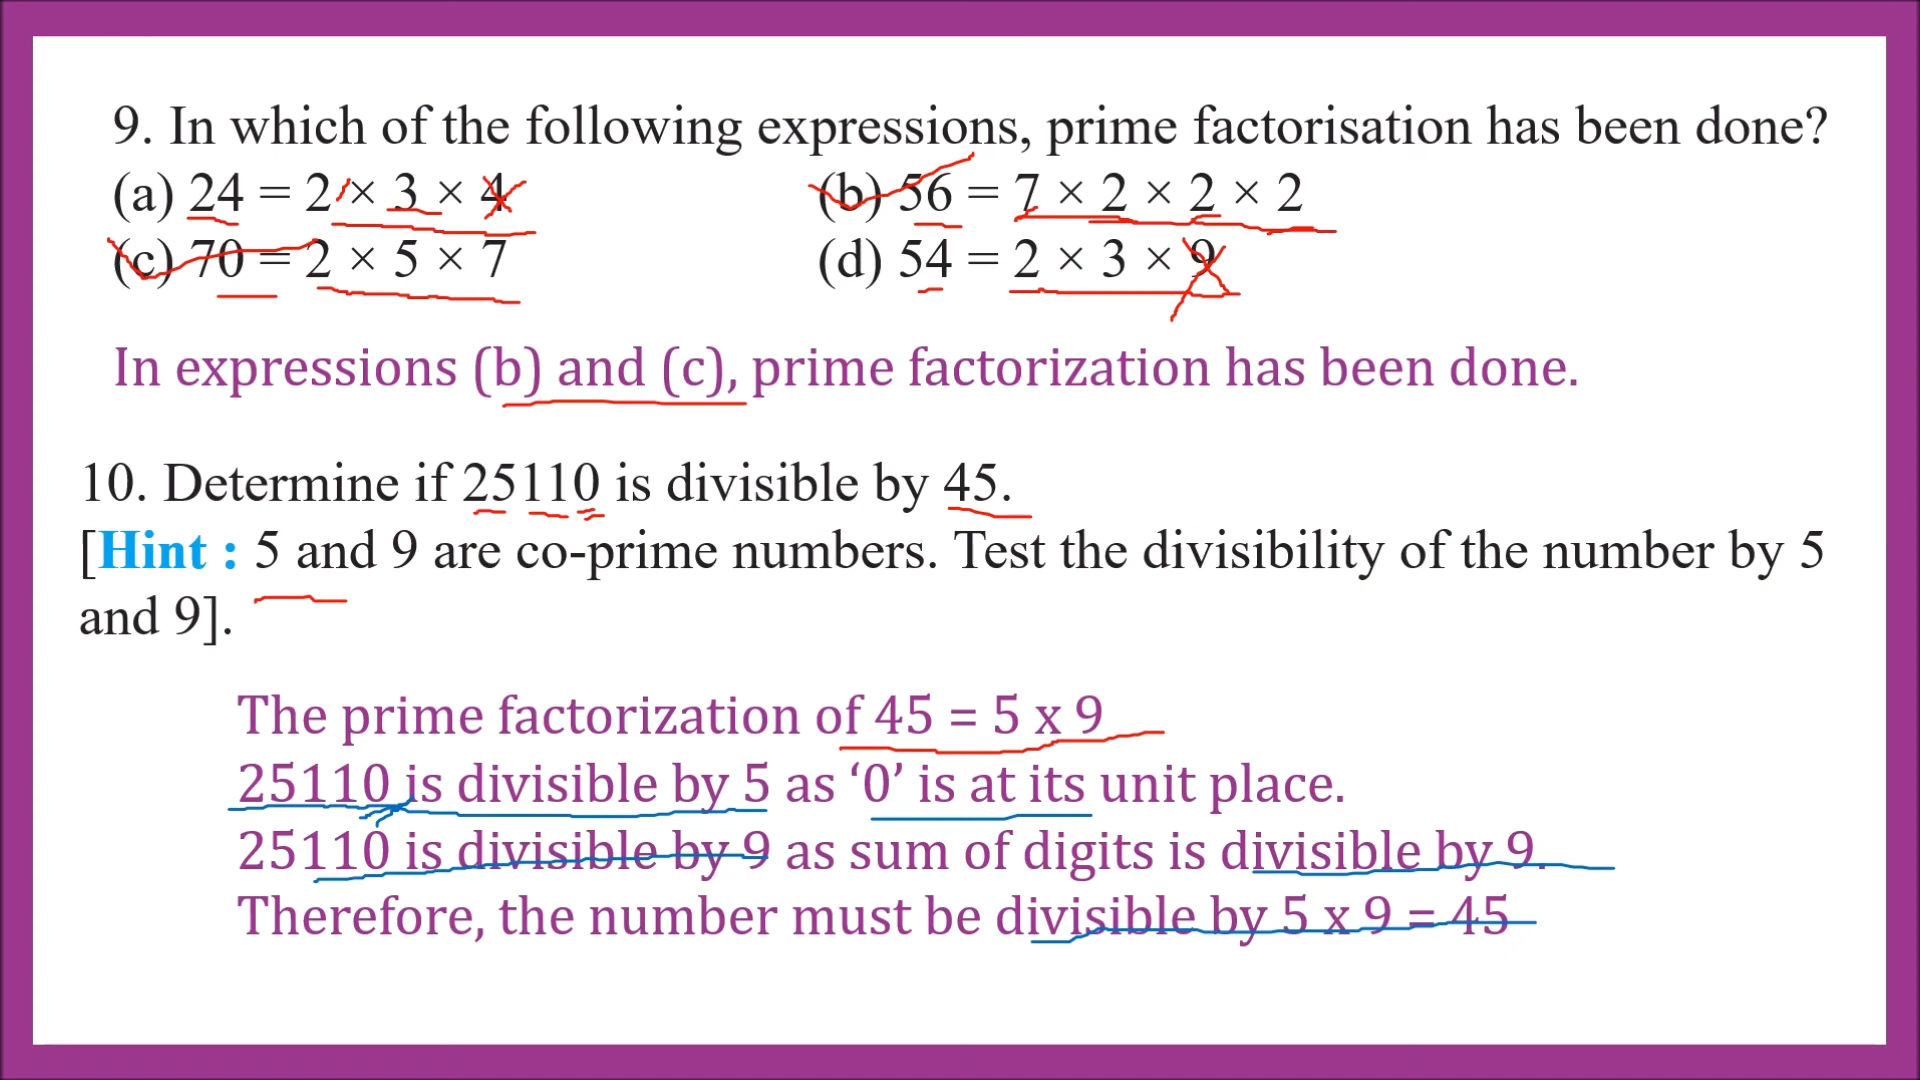 9. In which of the following expressions, prime factorisation has been done?
(a) 24 = 2 × 3 × 4 (b) 56 = 7 × 2 × 2 × 2
(c) 70 = 2 × 5 × 7 (d) 54 = 2 × 3 × 9
In expressions (b) and (c), prime factorization has been done.
10. Determine if 25110 is divisible by 45.
[Hint : 5 and 9 are co-prime numbers. Test the divisibility of the number by 5
and 9].
The prime factorization of 45 = 5 x 9
25110 is divisible by 5 as ‘0’ is at its unit place.
25110 is divisible by 9 as sum of digits is divisible by 9.
Therefore, the number must be divisible by 5 x 9 = 45